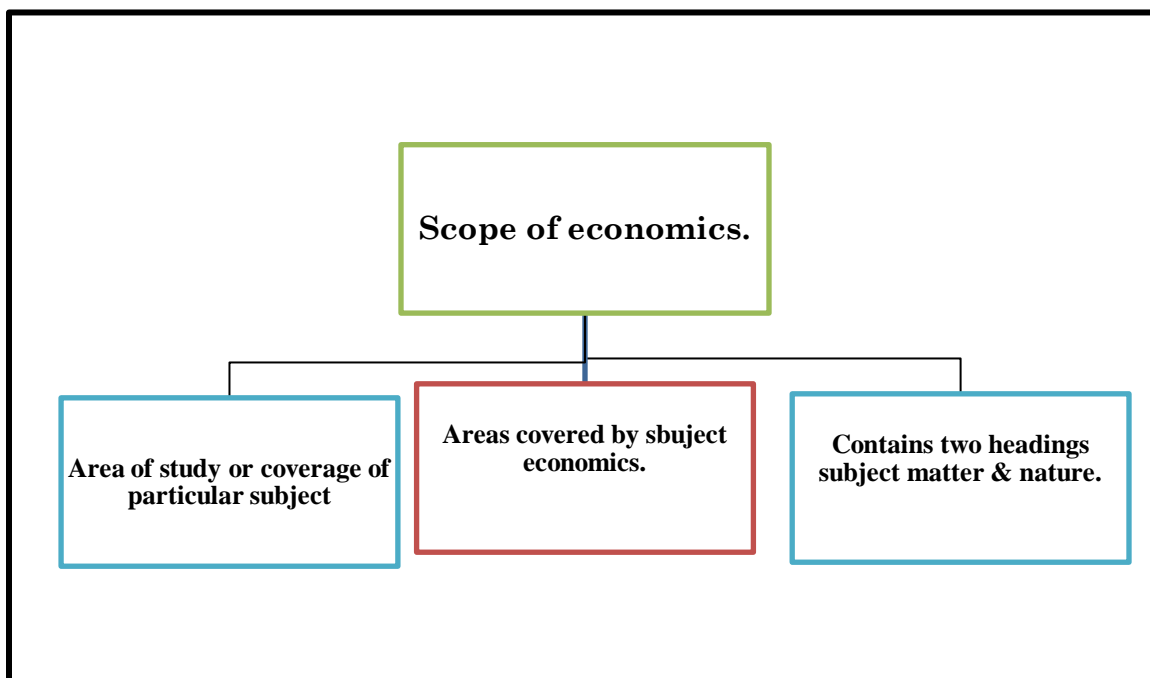 Scope of economics.
Area of study or coverage of
particular subject
Areas covered by sbuject
economics.
Contains two headings
subject matter & nature.